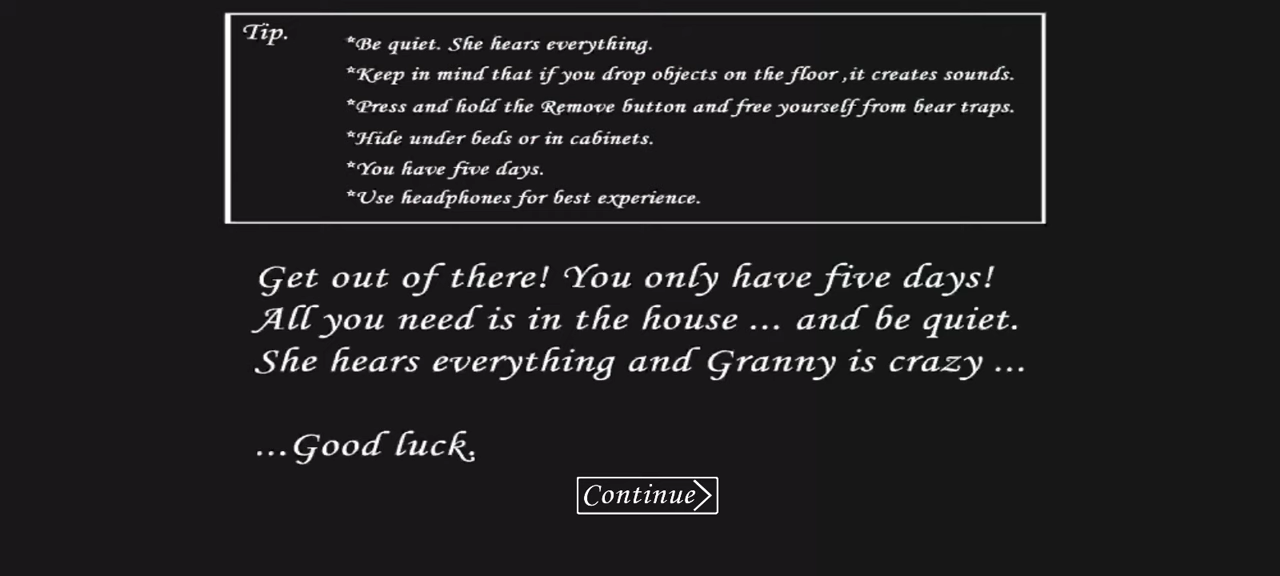 Tip.
*Be quiet. She hears everything.
*Keep in mind that if you drop objects on the floor ,it creates sounds.
*Press and hold the Remove button and free yourself from bear traps.
*Hide under beds or in cabinets.
*You have five days.
*Use headphones for best experience.
Get out of there! You only have five days!
All you need is in the house ... and be quiet.
She hears everything and Granny is crazy ...
...Good luck.
Continue>